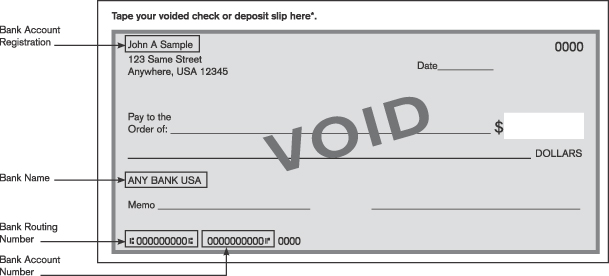 Tape your voided check or deposit slip here*.
Bank Account
Registration
John A Sample
0000
123 Same Street
Anywhere, USA 12345
Date
Pay to the
Order of:
$
VOID
DOLLARS
Bank Name
ANY BANK USA
Memo
Bank Routing
Number
⑆000000000⑆ 0000000000⑈ 0000
Bank Account
Number